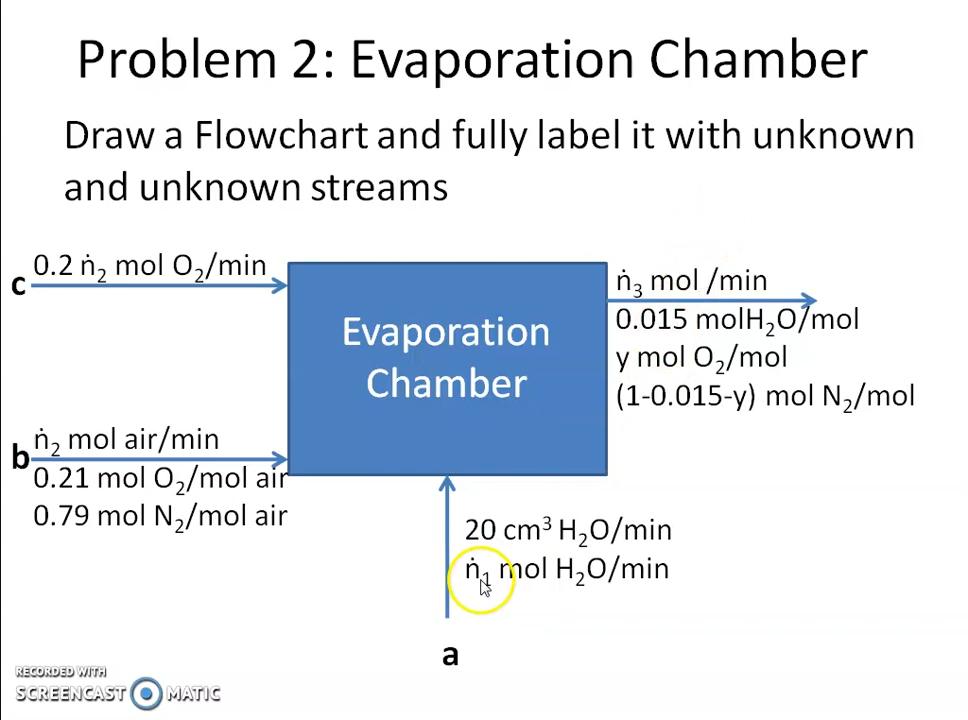 Problem 2: Evaporation Chamber
Draw a Flowchart and fully label it with unknown
and unknown streams
c
0.2 ṅ₂ mol O₂/min
Evaporation
Chamber
ṅ₃ mol /min
0.015 molH₂O/mol
y mol O₂/mol
(1-0.015-y) mol N₂/mol
b
ṅ₂ mol air/min
0.21 mol O₂/mol air
0.79 mol N₂/mol air
20 cm³ H₂O/min
ṅ₁ mol H₂O/min
a
RECORDED WITH
SCREENCAST MATIC